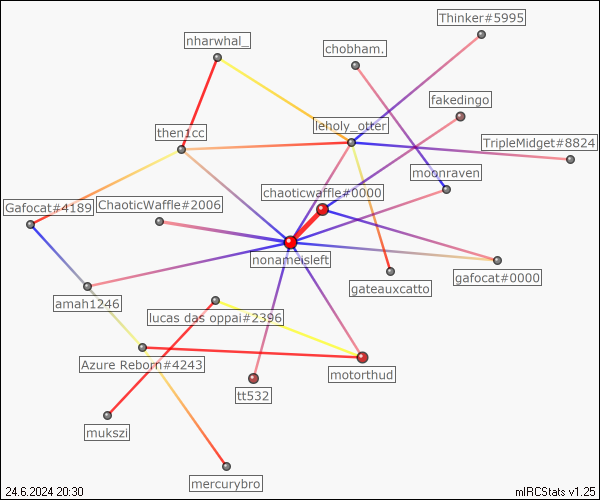 Thinker#5995
nharwhal_
chobham.
fakedingo
leholy_otter
then1cc
TripleMidget#8824
moonraven
chaoticwaffle#0000
ChaoticWaffle#2006
Gafocat#4189
nonameisleft
gafocat#0000
gateauxcatto
amah1246
lucas das oppai#2396
Azure Reborn#4243
motorthud
tt532
mukszi
mercurybro
24.6.2024 20:30
mIRCStats v1.25